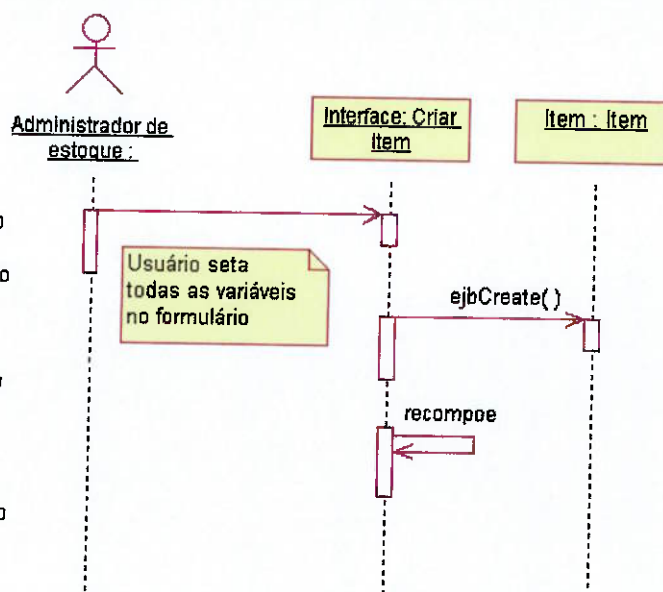 Administrador de
estoque :
Interface: Criar
Item
Item : Item
Usuário seta
todas as variáveis
no formulário
ejbCreate( )
recompoe